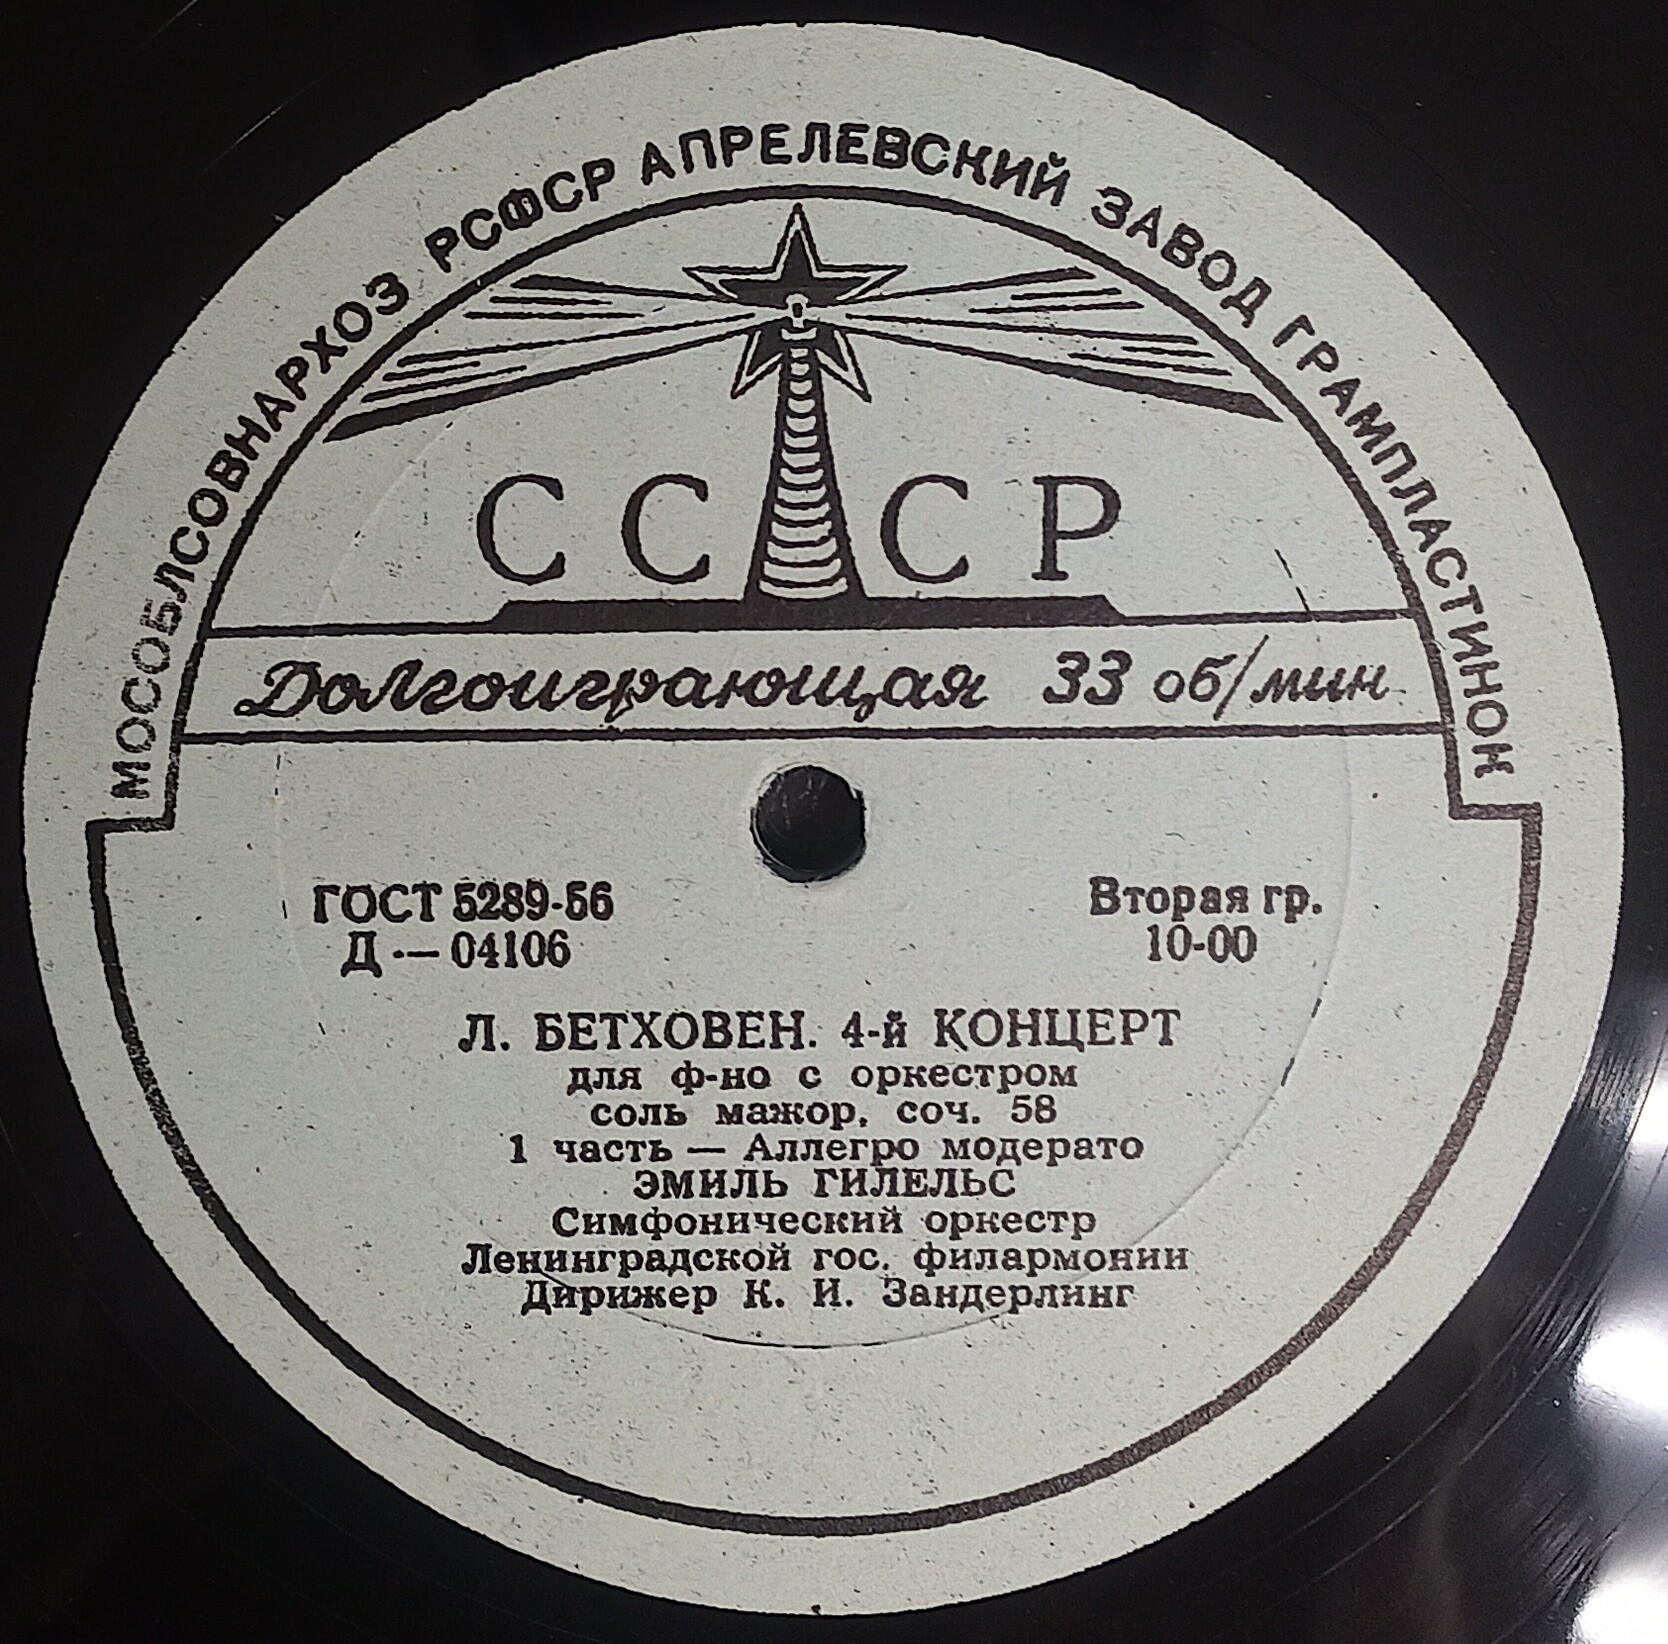 МОСОБЛСОВНАРХОЗ РСФСР АПРЕЛЕВСКИЙ ЗАВОД ГРАМПЛАСТИНОК
СССР
Долгоиграющая 33 об/мин
ГОСТ 5289-56
Д — 04106
Вторая гр.
10-00
Л. БЕТХОВЕН. 4-й КОНЦЕРТ
для ф-но с оркестром
соль мажор, соч. 58
1 часть — Аллегро модерато
ЭМИЛЬ ГИЛЕЛЬС
Симфонический оркестр
Ленинградской гос. филармонии
Дирижер К. И. Зандерлинг